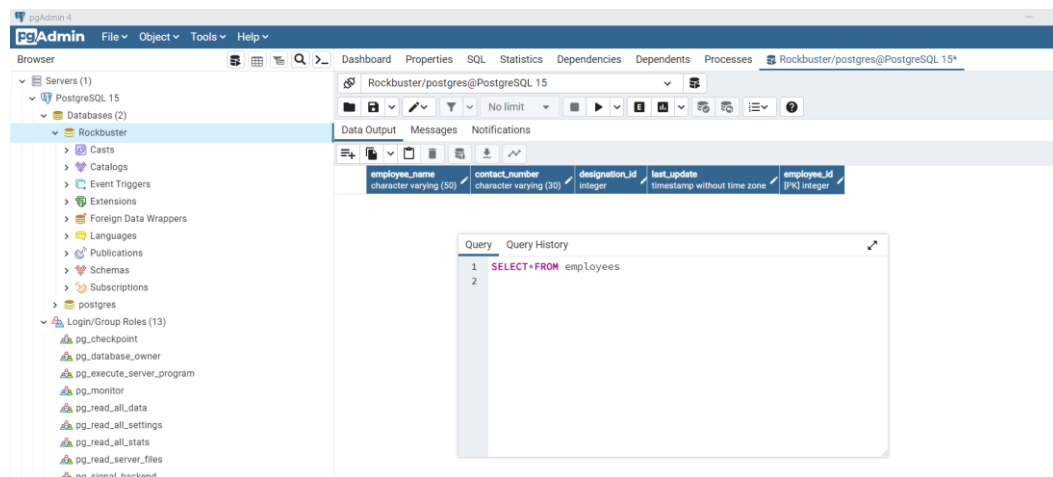 pgAdmin 4
pgAdmin File Object Tools Help
Browser
Dashboard Properties SQL Statistics Dependencies Dependents Processes Rockbuster/postgres@PostgreSQL 15*
Servers (1)
PostgreSQL 15
Databases (2)
Rockbuster
Casts
Catalogs
Event Triggers
Extensions
Foreign Data Wrappers
Languages
Publications
Schemas
Subscriptions
postgres
Login/Group Roles (13)
pg_checkpoint
pg_database_owner
pg_execute_server_program
pg_monitor
pg_read_all_data
pg_read_all_settings
pg_read_all_stats
pg_read_server_files
pg_signal_backend
Rockbuster/postgres@PostgreSQL 15
No limit
E
Data Output Messages Notifications
employee_name contact_number designation_id last_update employee_id
character varying (50) character varying (30) integer timestamp without time zone [PK] integer
Query Query History
1 SELECT*FROM employees
2